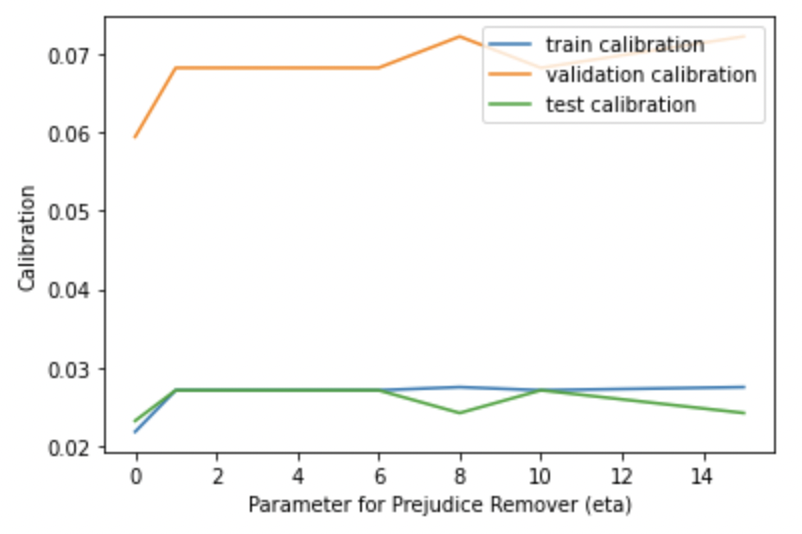 train calibration
validation calibration
test calibration
0.07
0.06
0.05
0.04
0.03
0.02
Calibration
0 2 4 6 8 10 12 14
Parameter for Prejudice Remover (eta)